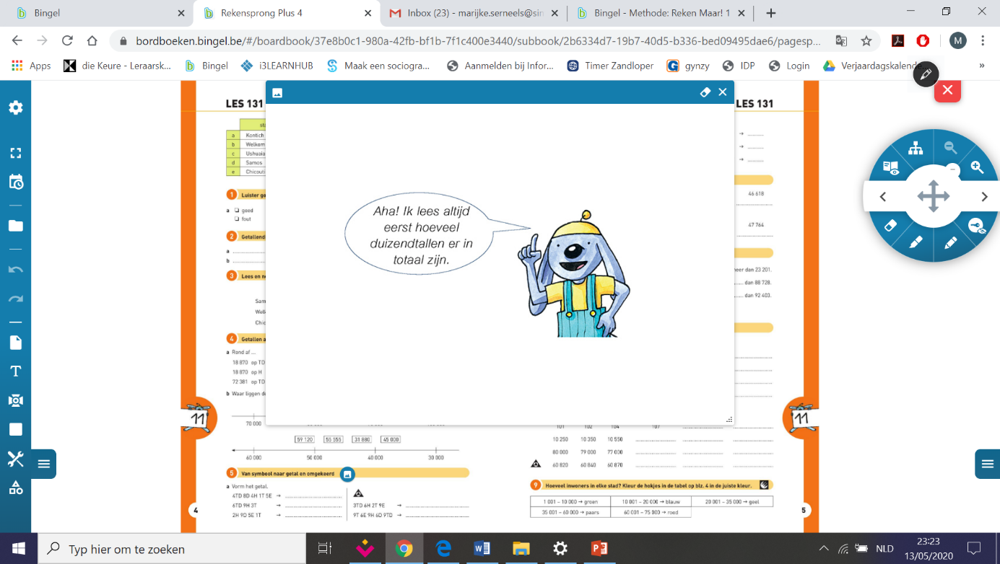 Bingel
Rekensprong Plus 4
Inbox (23) - marijke.serneels@sin
Bingel - Methode: Reken Maar! 1
bordboeken.bingel.be/#/boardbook/37e8b0c1-980a-42fb-bf1b-7f1c400e3440/subbook/2b6334d7-19b7-40d5-b336-bed09495dae6/pagesp...
M
Apps
die Keure - Leraarsk...
Bingel
i3LEARNHUB
Maak een sociogra...
Aanmelden bij Infor...
Timer Zandloper
gynzy
IDP
Login
Verjaardagskalende
»
LES 131
a Kontich
b Welkom
c Ushuaia
d Samos
e Chicouti
1 Luister go
a goed
fout
2 Getallend
a
b
3 Lees en n
Sam
Welk
Chic
4 Getallen a
a Rond af ...
18 870 op TD
18 870 op H
72 381 op TD
b Waar liggen de
11
70 000
59 120 55 555 31 880 45 000
60 000 50 000 40 000 30 000
5 Van symbool naar getal en omgekeerd
a Vorm het getal.
4TD 8D 4H 1T 5E →
6TD 9H 3T →
2H 9D 5E 1T →
3TD 6H 2T 9E →
9T 6E 9H 6D 9TD →
4
Aha! Ik lees altijd
eerst hoeveel
duizendtallen er in
totaal zijn.
LES 131
46 618
47 764
neer dan 23 201.
dan 88 728.
dan 92 403.
11
101 102 104 107
10 250 10 350 10 550
80 000 79 000 77 000
60 820 60 840 60 870
9 Hoeveel inwoners in elke stad? Kleur de hokjes in de tabel op blz. 4 in de juiste kleur.
1 001 – 10 000 → groen 10 001 – 20 000 → blauw 20 001 – 35 000 → geel
35 001 – 60 000 → paars 60 001 – 75 000 → rood
5
Typ hier om te zoeken
NLD
23:23
13/05/2020